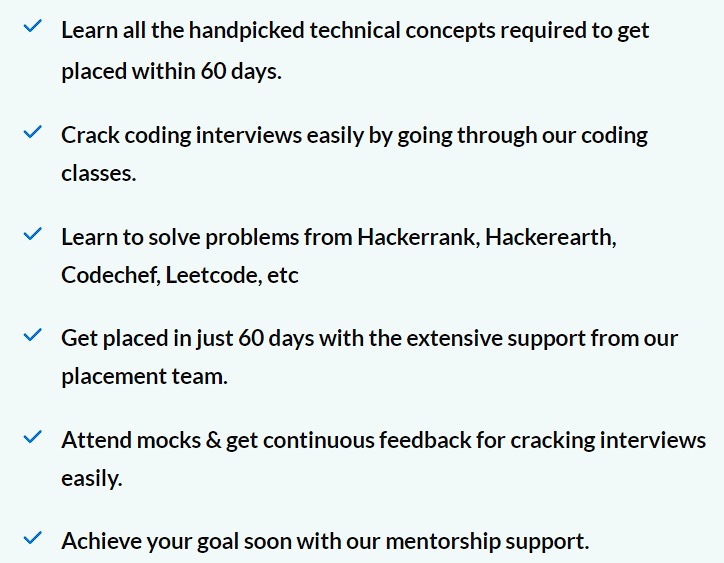 Learn all the handpicked technical concepts required to get
placed within 60 days.
Crack coding interviews easily by going through our coding
classes.
Learn to solve problems from Hackerrank, Hackerearth,
Codechef, Leetcode, etc
Get placed in just 60 days with the extensive support from our
placement team.
Attend mocks & get continuous feedback for cracking interviews
easily.
Achieve your goal soon with our mentorship support.